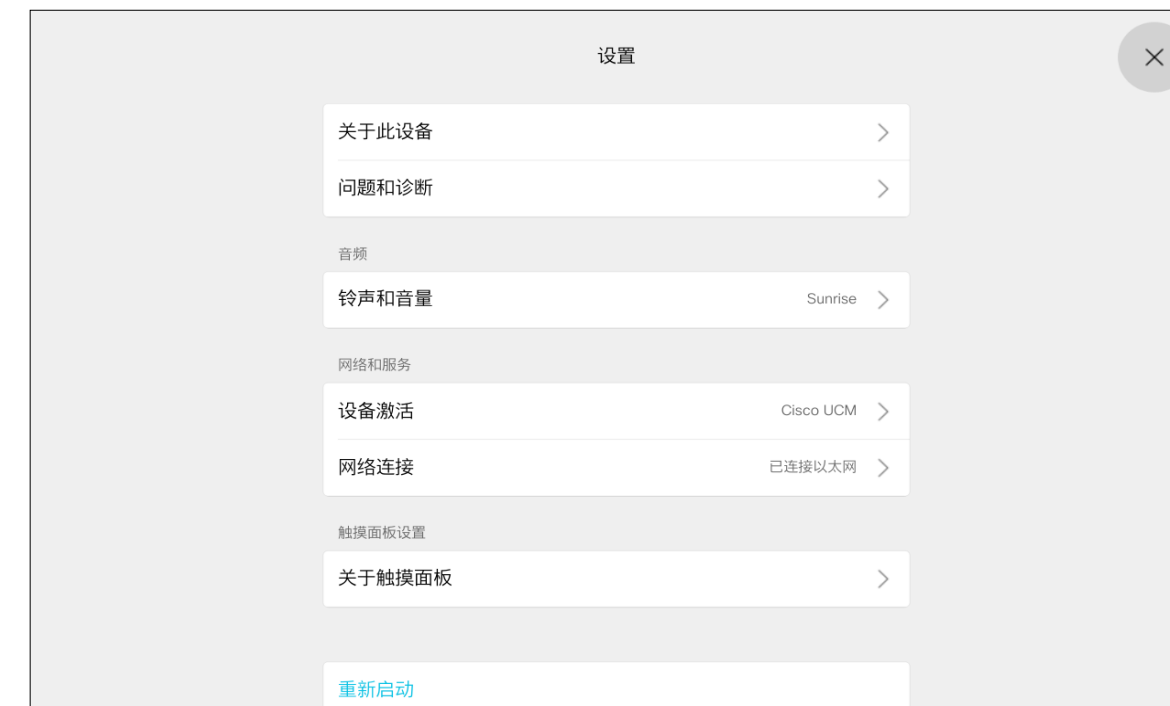 设置
关于此设备
问题和诊断
音频
铃声和音量 Sunrise
网络和服务
设备激活 Cisco UCM
网络连接 已连接以太网
触摸面板设置
关于触摸面板
重新启动